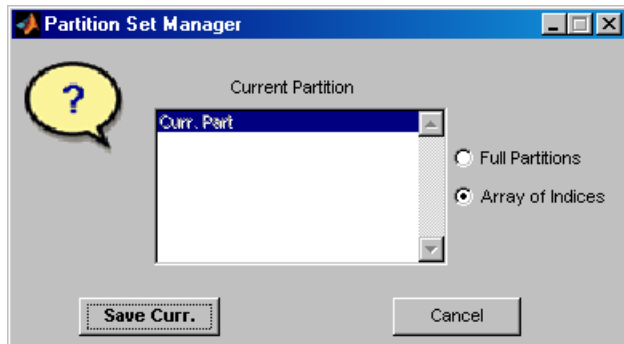 Partition Set Manager
?
Current Partition
Curr. Part
Full Partitions
Array of Indices
Save Curr.
Cancel